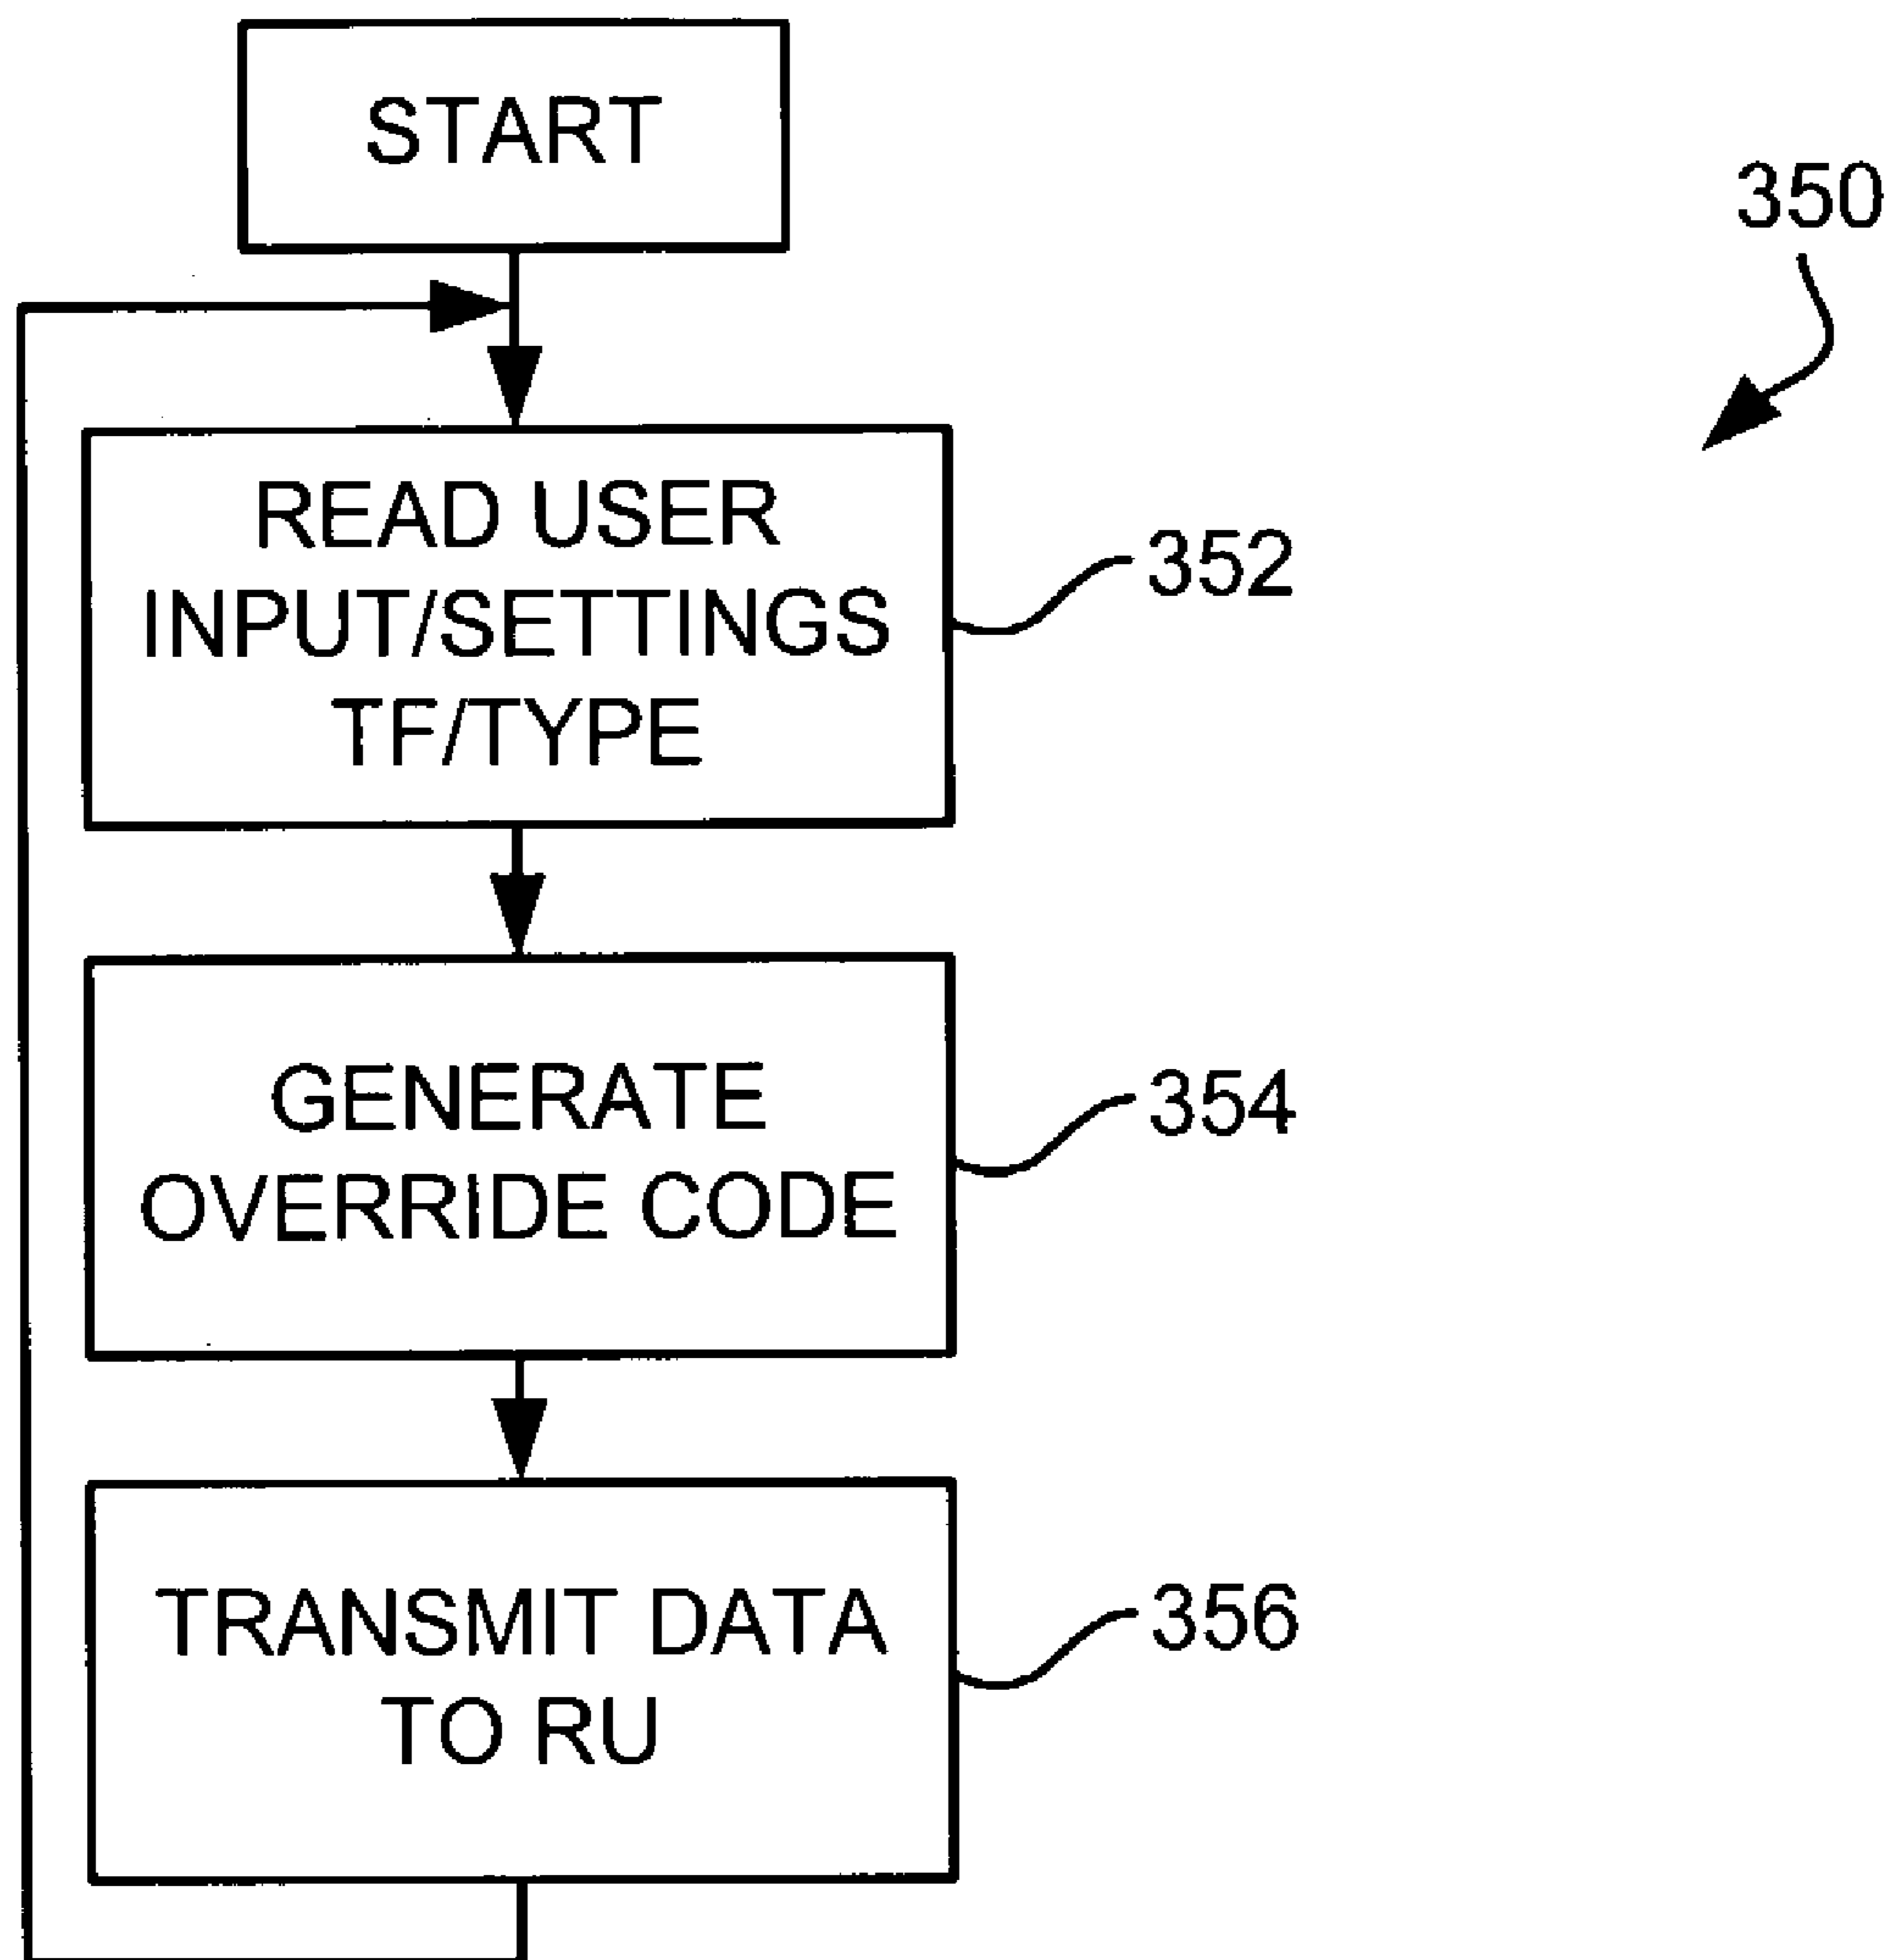 START
350
READ USER
INPUT/SETTINGS
TF/TYPE
352
GENERATE
OVERRIDE CODE
354
TRANSMIT DATA
TO RU
356